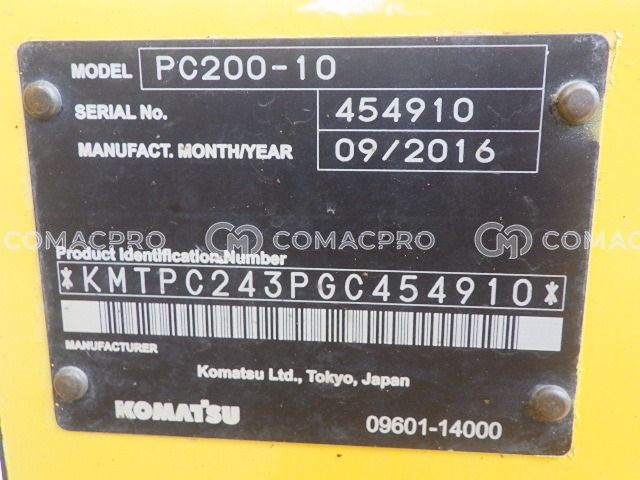 MODEL PC200-10
SERIAL No. 454910
MANUFACT. MONTH/YEAR 09/2016
COMACPRO COMACPRO COMACPRO
Product Identification Number
*KMTPC243PGC454910*
MANUFACTURER
Komatsu Ltd., Tokyo, Japan
KOMATSU 09601-14000